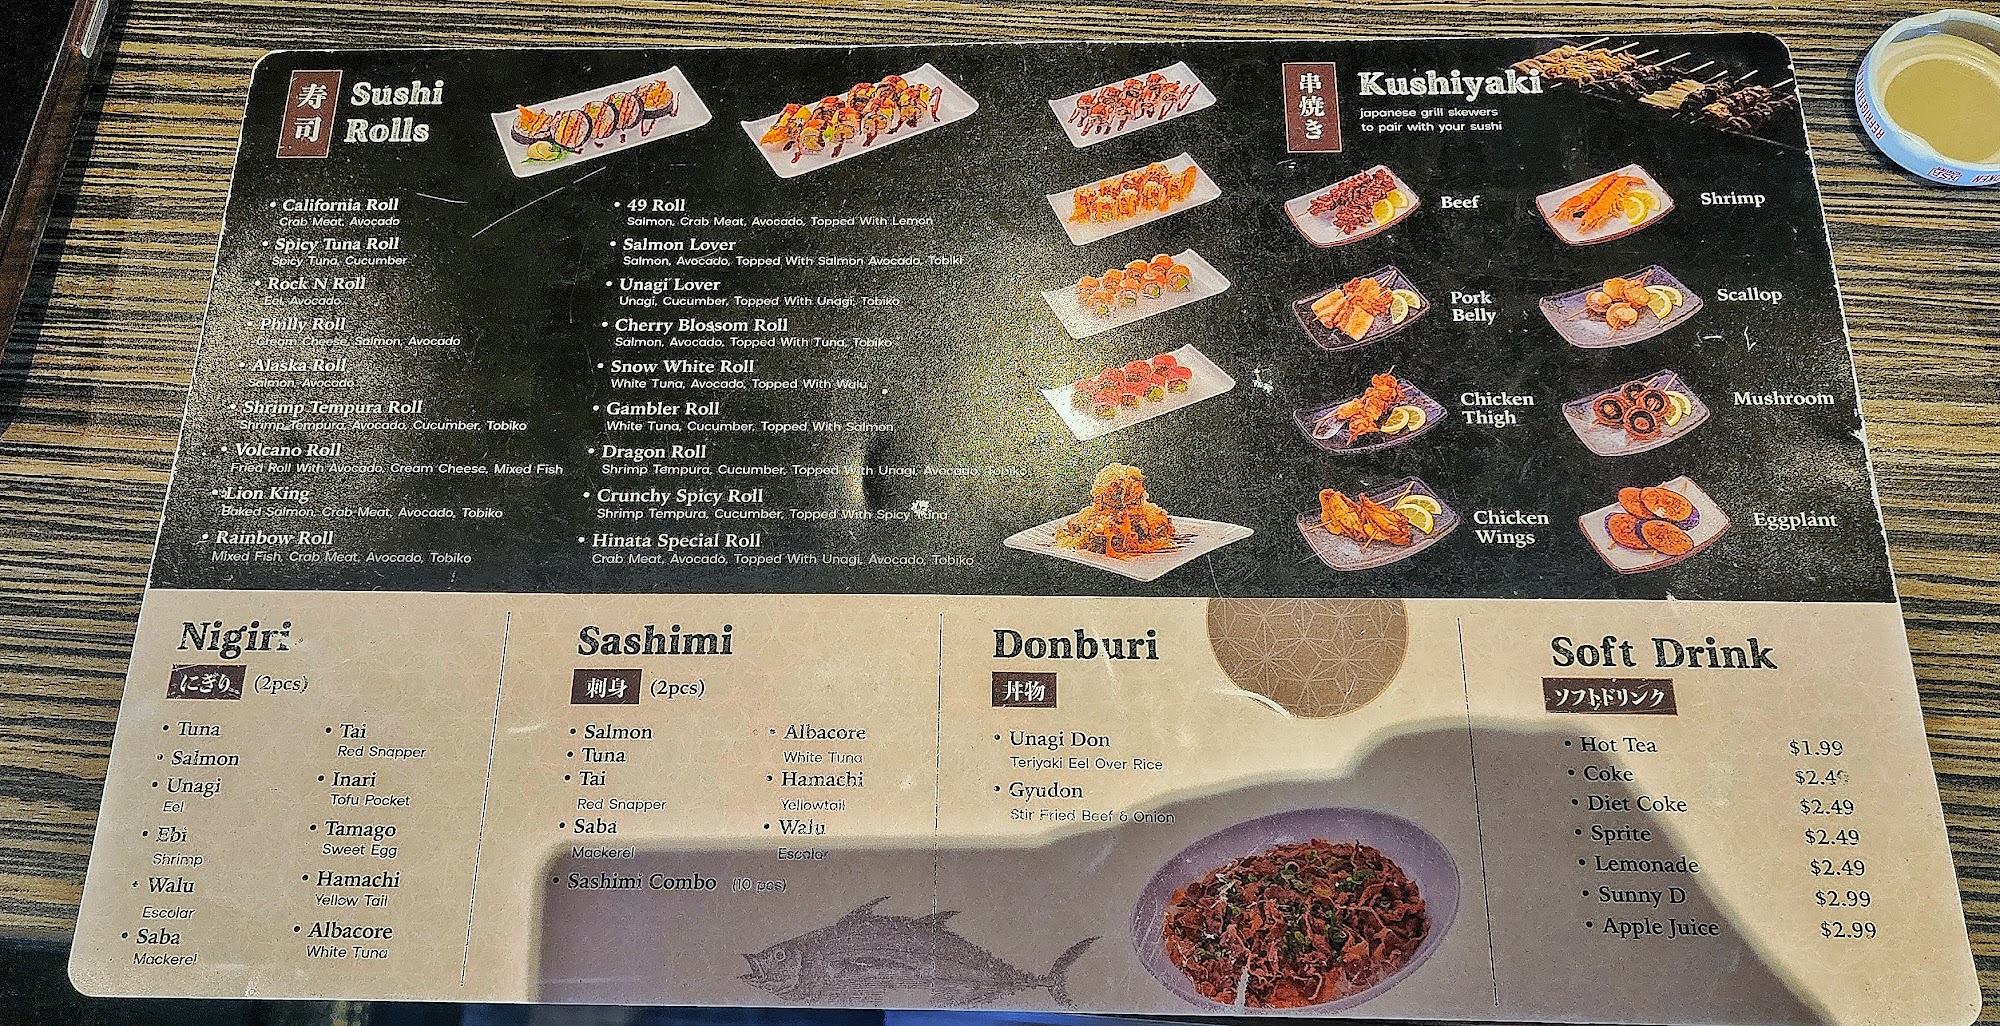 寿司
Sushi
Rolls
• California Roll
Crab Meat, Avocado
• Spicy Tuna Roll
Spicy Tuna, Cucumber
• Rock N Roll
Eel, Avocado
• Philly Roll
Cream Cheese, Salmon, Avocado
• Alaska Roll
Salmon, Avocado
• Shrimp Tempura Roll
Shrimp Tempura, Avocado, Cucumber, Tobiko
• Volcano Roll
Fried Roll With Avocado, Cream Cheese, Mixed Fish
• Lion King
Baked Salmon, Crab Meat, Avocado, Tobiko
• Rainbow Roll
Mixed Fish, Crab Meat, Avocado, Tobiko
• 49 Roll
Salmon, Crab Meat, Avocado, Topped With Lemon
• Salmon Lover
Salmon, Avocado, Topped With Salmon Avocado, Tobiki
• Unagi Lover
Unagi, Cucumber, Topped With Unagi, Tobiko
• Cherry Blossom Roll
Salmon, Avocado, Topped With Tuna, Tobiko
• Snow White Roll
White Tuna, Avocado, Topped With Walu
• Gambler Roll
White Tuna, Cucumber, Topped With Salmon
• Dragon Roll
Shrimp Tempura, Cucumber, Topped With Unagi, Avocado, Tobiko
• Crunchy Spicy Roll
Shrimp Tempura, Cucumber, Topped With Spicy Tuna
• Hinata Special Roll
Crab Meat, Avocado, Topped With Unagi, Avocado, Tobiko
串焼き
Kushiyaki
japanese grill skewers
to pair with your sushi
Beef
Shrimp
Pork
Belly
Scallop
Chicken
Thigh
Mushroom
Chicken
Wings
Eggplant
Nigiri
にぎり (2pcs)
• Tuna
• Salmon
• Unagi
Eel
• Ebi
Shrimp
• Walu
Escolar
• Saba
Mackerel
• Tai
Red Snapper
• Inari
Tofu Pocket
• Tamago
Sweet Egg
• Hamachi
Yellow Tail
• Albacore
White Tuna
Sashimi
刺身 (2pcs)
• Salmon
• Tuna
• Tai
Red Snapper
• Saba
Mackerel
• Albacore
White Tuna
• Hamachi
Yellowtail
• Walu
Escolar
• Sashimi Combo (10 pcs)
Donburi
丼物
• Unagi Don
Teriyaki Eel Over Rice
• Gyudon
Stir Fried Beef & Onion
Soft Drink
ソフトドリンク
• Hot Tea $1.99
• Coke $2.49
• Diet Coke $2.49
• Sprite $2.49
• Lemonade $2.49
• Sunny D $2.99
• Apple Juice $2.99